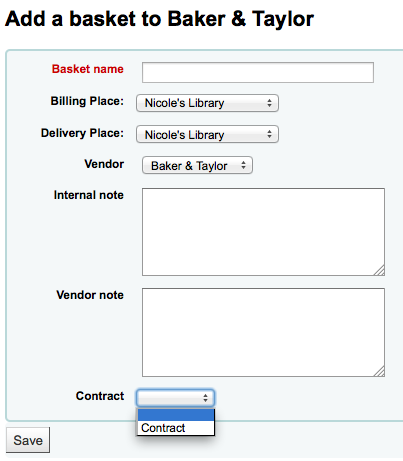 Add a basket to Baker & Taylor
Basket name
Billing Place: Nicole's Library
Delivery Place: Nicole's Library
Vendor Baker & Taylor
Internal note
Vendor note
Contract
Contract
Save